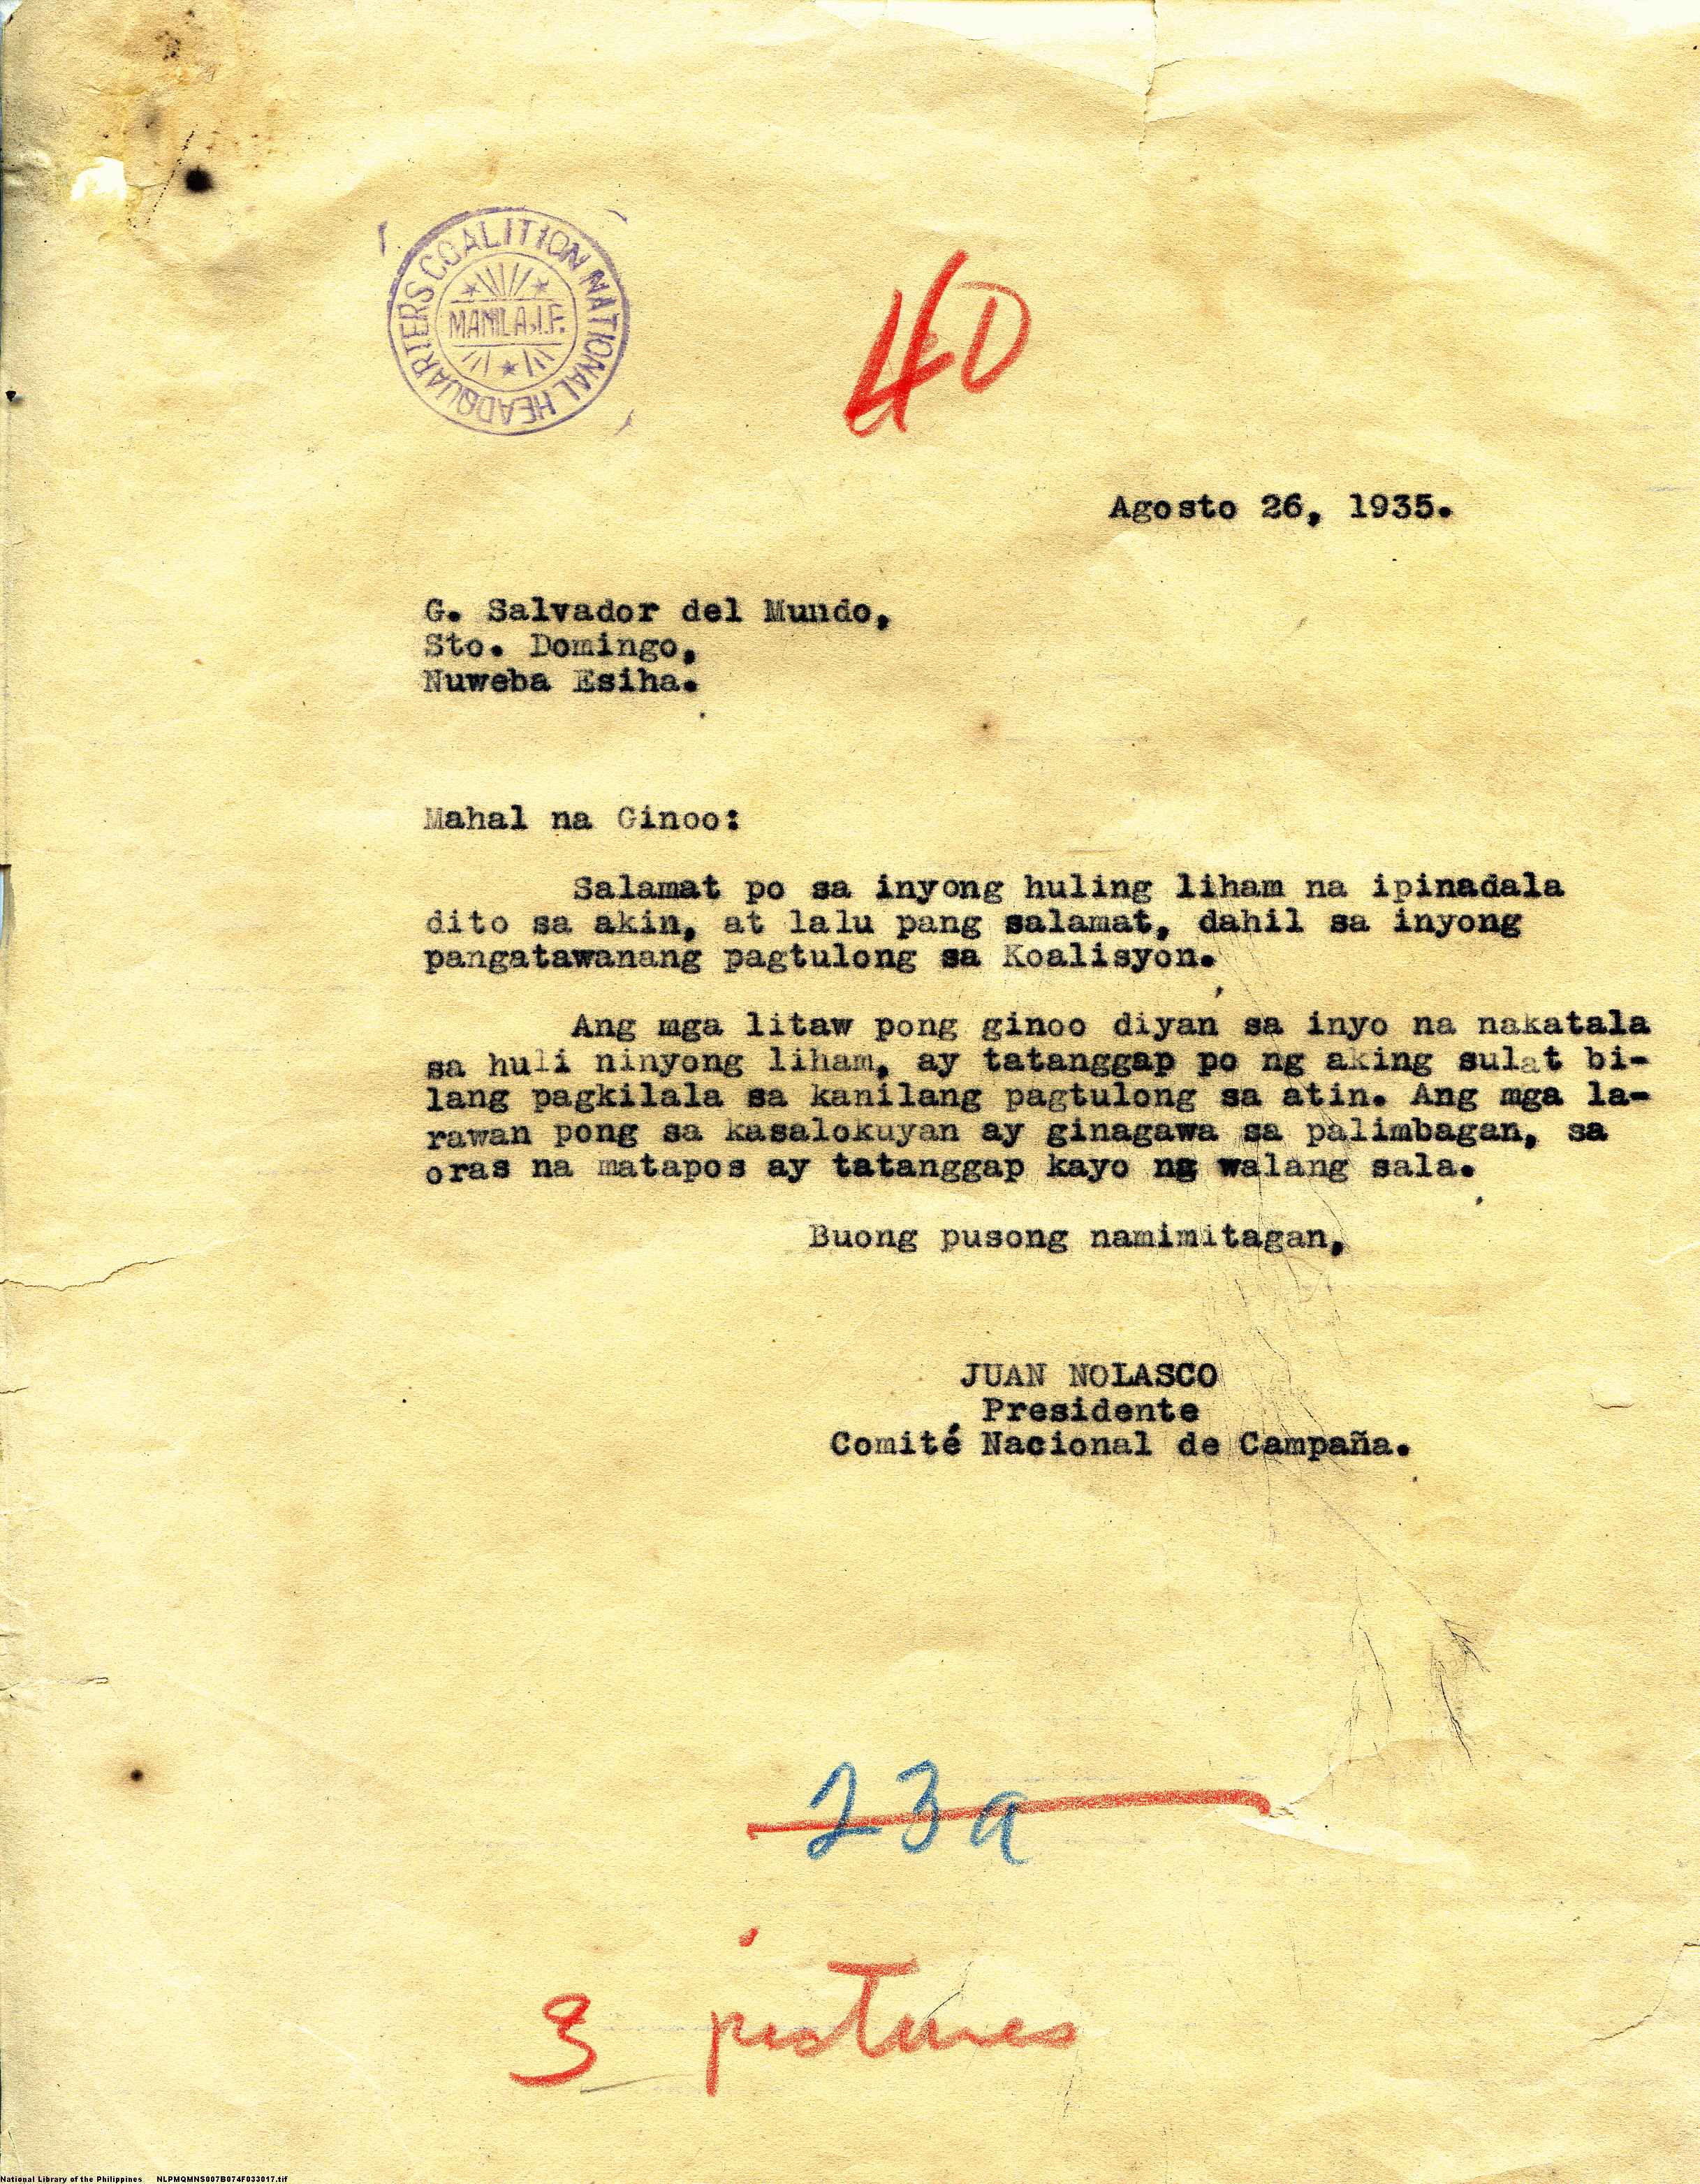 COALITION NATIONAL HEADQUARTERS
MANILA, I.F.
4D
Agosto 26, 1935.
G. Salvador del Mundo,
Sto. Domingo,
Nuweba Esiha.
Mahal na Ginoo:
Salamat po sa inyong huling liham na ipinadala
dito sa akin, at lalu pang salamat, dahil sa inyong
pangatawanang pagtulong sa Koalisyon.
Ang mga litaw pong ginoo diyan sa inyo na nakatala
sa huli ninyong liham, ay tatanggap po ng aking sulat bi-
lang pagkilala sa kanilang pagtulong sa atin. Ang mga la-
rawan pong sa kasalokuyan ay ginagawa sa palimbagan, sa
oras na matapos ay tatanggap kayo ng walang sala.
Buong pusong namimitagan,
JUAN NOLASCO
Presidente
Comité Nacional de Campaña.
23a
3 pictures
National Library of the Philippines NLPMQMNS007B074F033017.tif